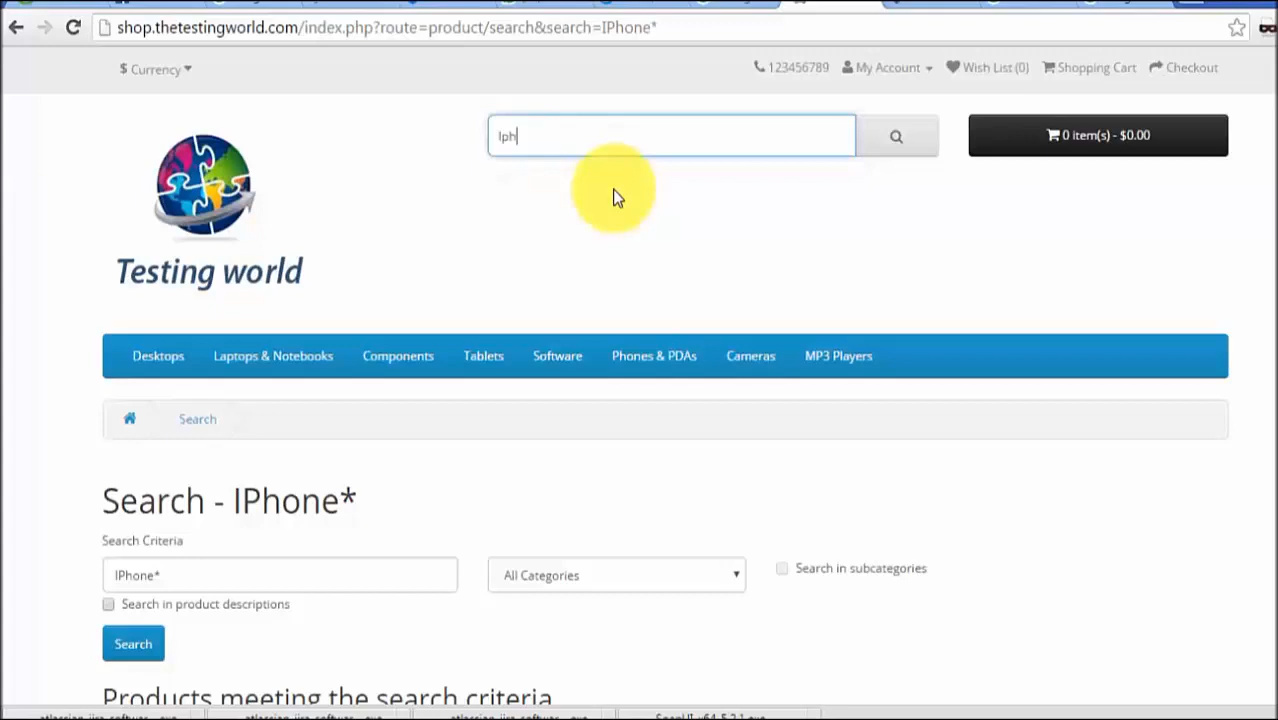 shop.thetestingworld.com/index.php?route=product/search&search=IPhone*
$ Currency
123456789 My Account Wish List (0) Shopping Cart Checkout
Iph
0 item(s) - $0.00
Testing world
Desktops Laptops & Notebooks Components Tablets Software Phones & PDAs Cameras MP3 Players
Search
Search - IPhone*
Search Criteria
IPhone* All Categories Search in subcategories
Search in product descriptions
Search
Products meeting the search criteria